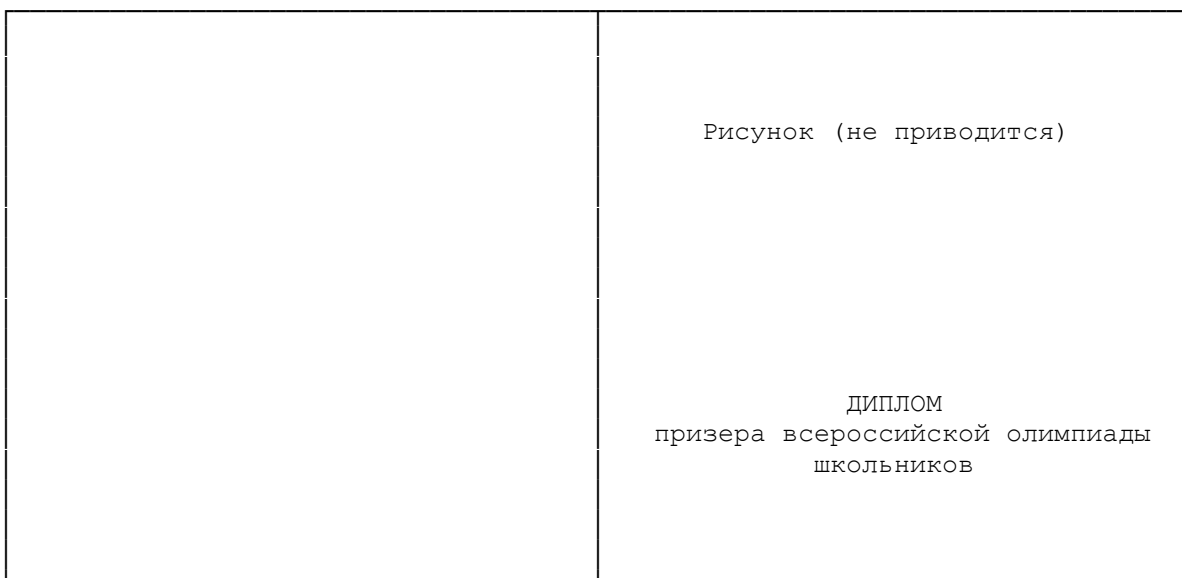 Рисунок (не приводится)
ДИПЛОМ
призера всероссийской олимпиады
школьников